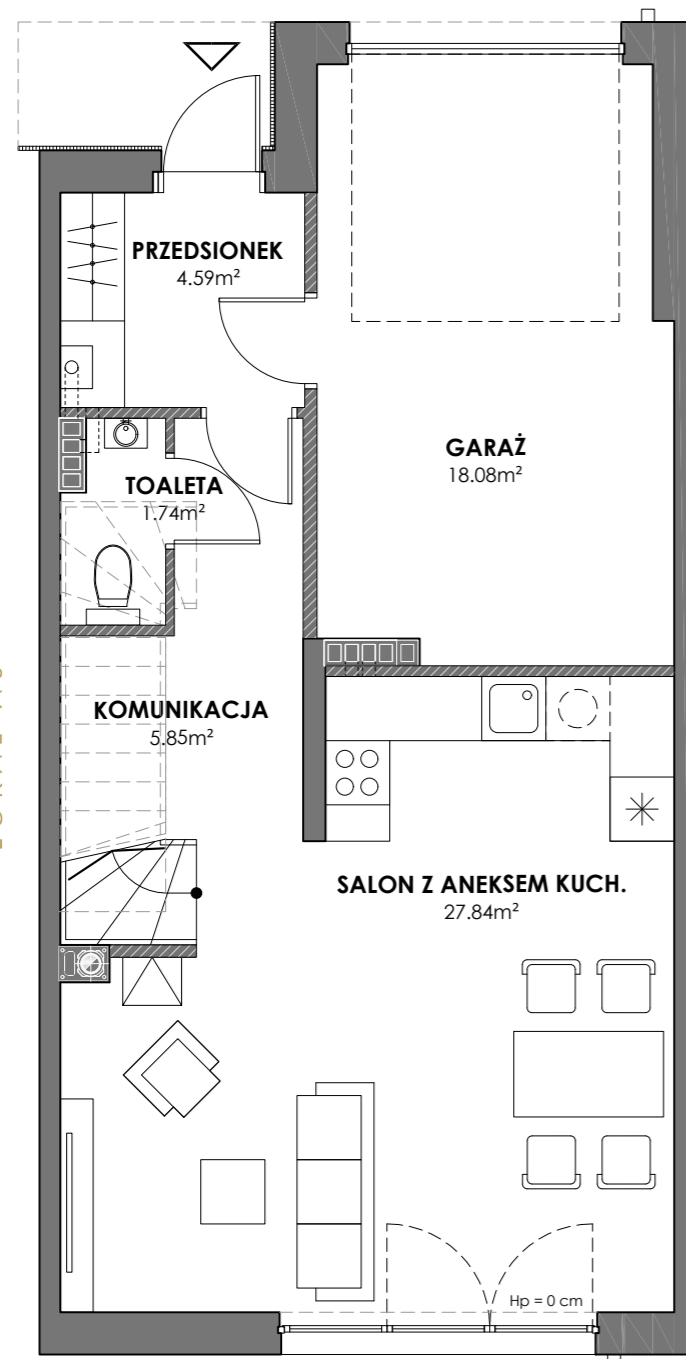 PRZEDSIONEK
4.59m²
GARAŻ
18.08m²
TOALETA
1.74m²
KOMUNIKACJA
5.85m²
SALON Z ANEKSEM KUCH.
27.84m²
Hp = 0 cm